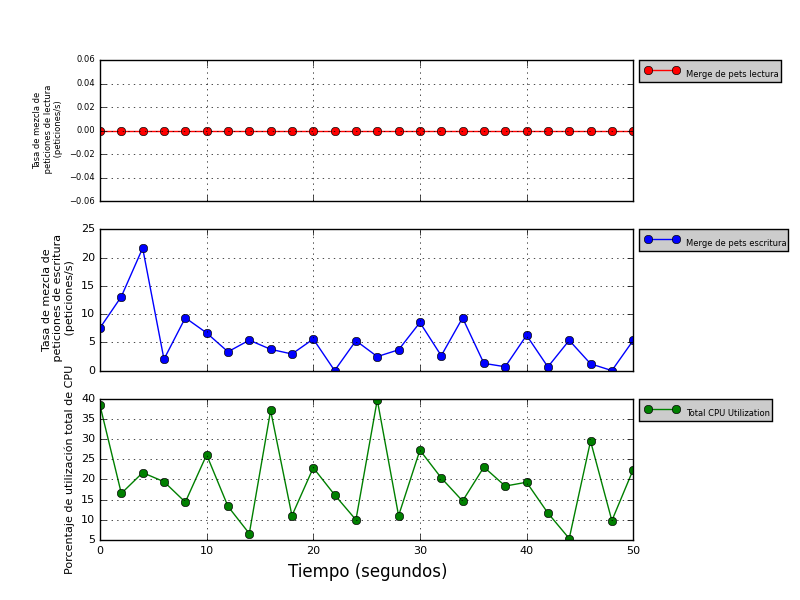 0.06
0.04
0.02
0.00
−0.02
−0.04
−0.06
Tasa de mezcla de
peticiones de lectura
(peticiones/s)
Merge de pets lectura
25
20
15
10
5
0
Tasa de mezcla de
peticiones de escritura
(peticiones/s)
Merge de pets escritura
40
35
30
25
20
15
10
5
Porcentaje de utilización total de CPU
Total CPU Utilization
0 10 20 30 40 50
Tiempo (segundos)